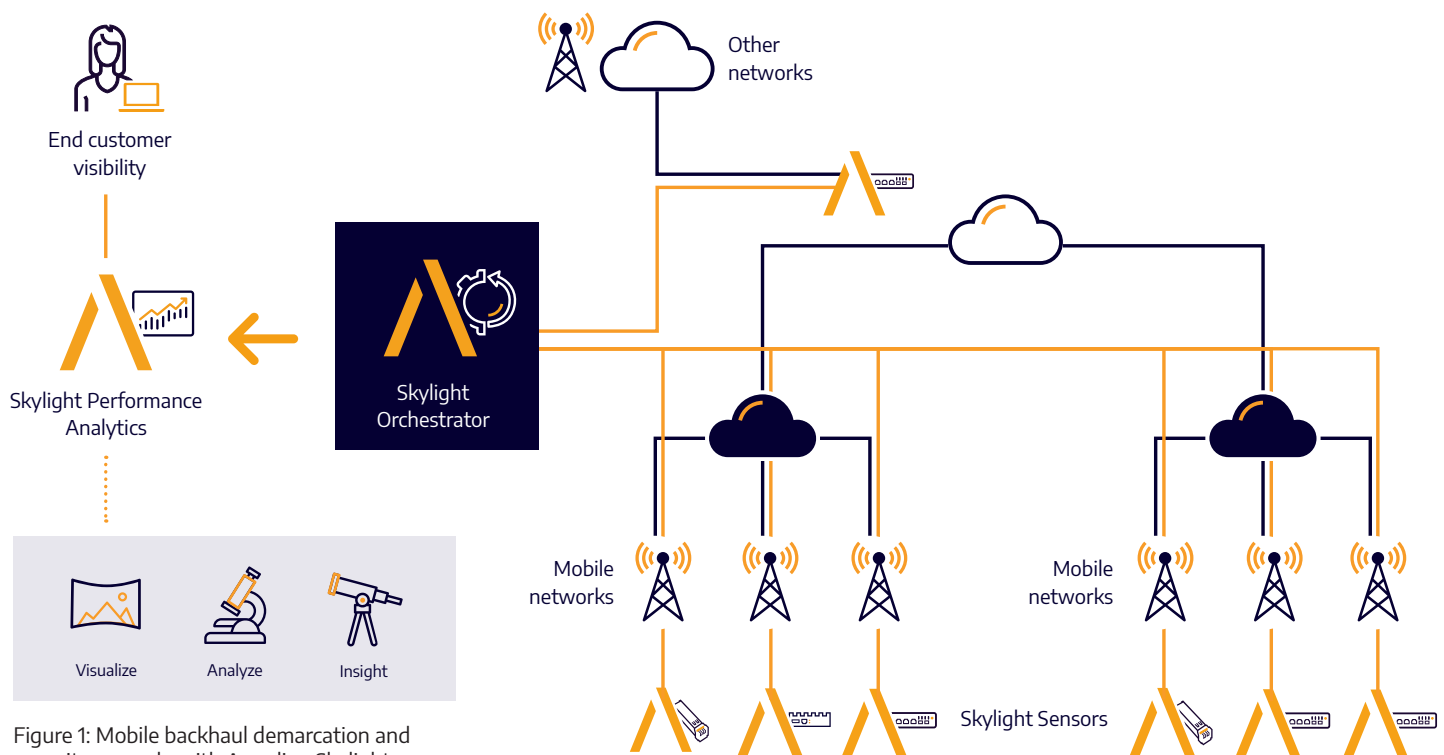 Other
networks
End customer
visibility
Skylight Performance
Analytics
Skylight
Orchestrator
Mobile
networks
Mobile
networks
Visualize
Analyze
Insight
Skylight Sensors
Figure 1: Mobile backhaul demarcation and